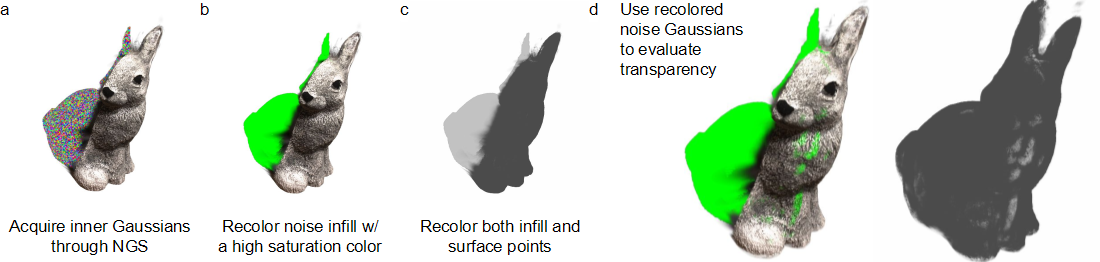 a
Acquire inner Gaussians
through NGS
b
Recolor noise infill w/
a high saturation color
c
Recolor both infill and
surface points
d
Use recolored
noise Gaussians
to evaluate
transparency